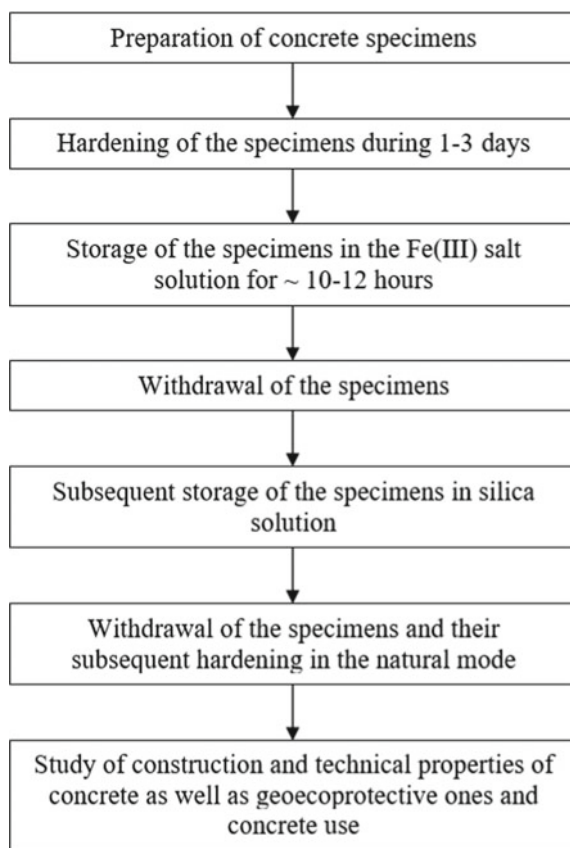 Preparation of concrete specimens
Hardening of the specimens during 1-3 days
Storage of the specimens in the Fe(III) salt
solution for ~ 10-12 hours
Withdrawal of the specimens
Subsequent storage of the specimens in silica
solution
Withdrawal of the specimens and their
subsequent hardening in the natural mode
Study of construction and technical properties of
concrete as well as geoecoprotective ones and
concrete use